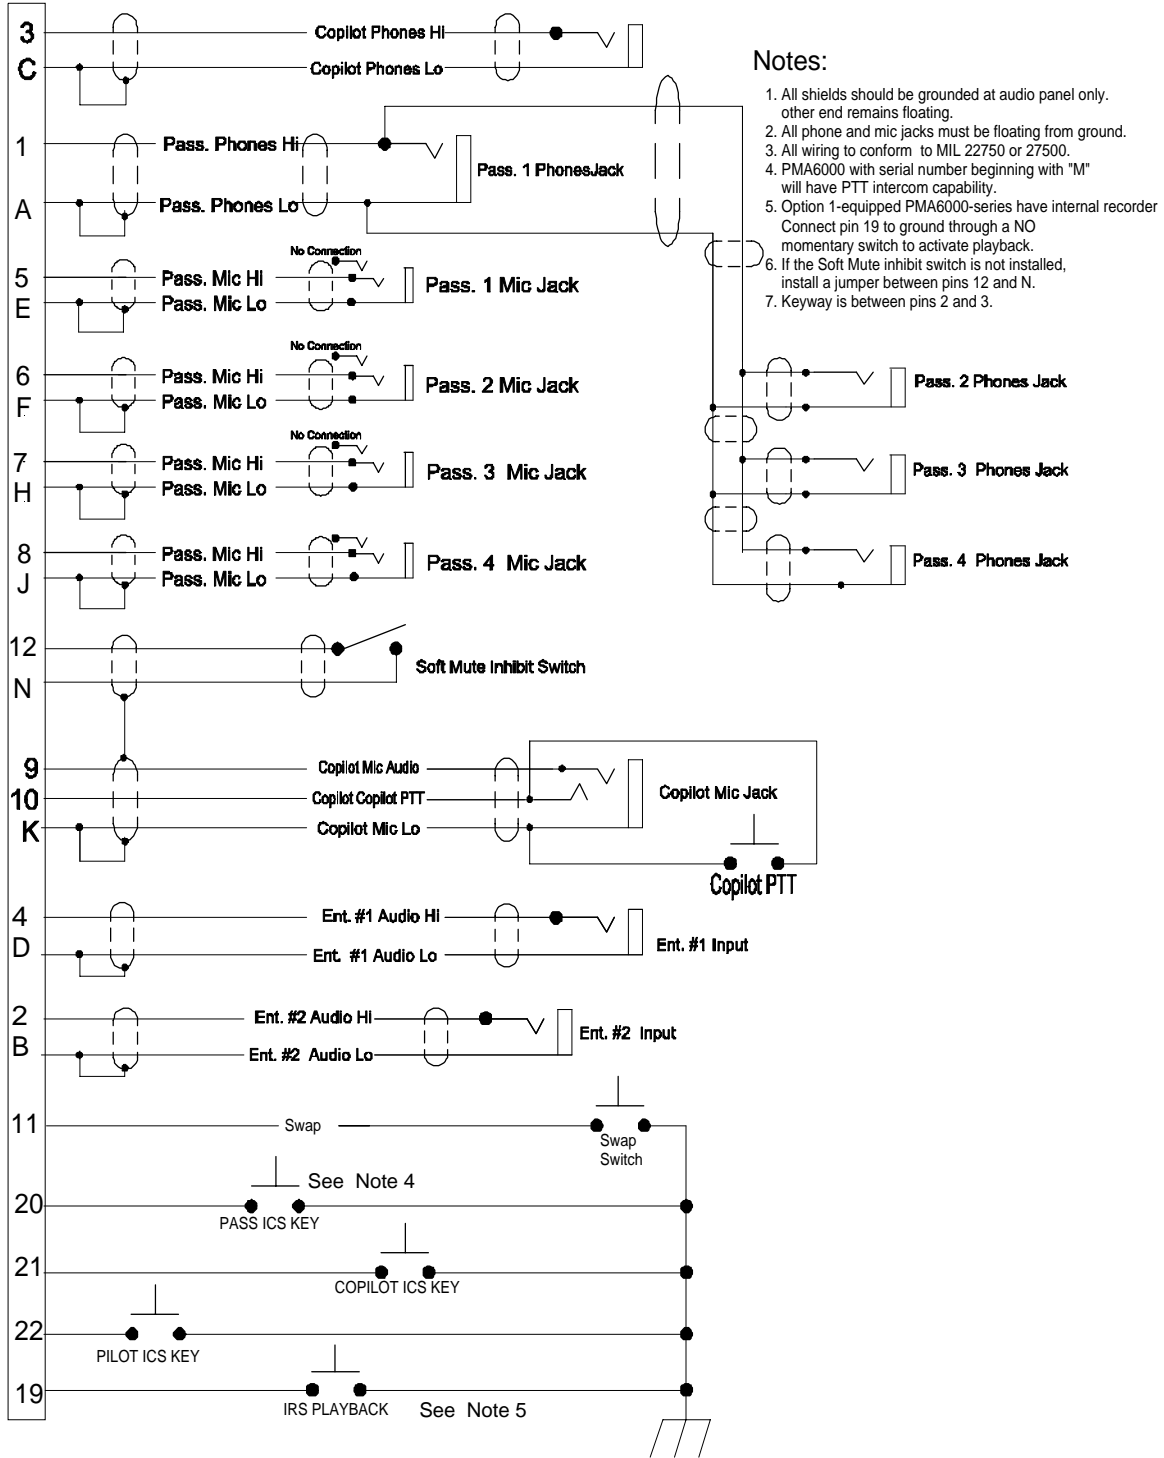 3
Copilot Phones Hi
C
Copilot Phones Lo
Notes:
1. All shields should be grounded at audio panel only.
other end remains floating.
2. All phone and mic jacks must be floating from ground.
3. All wiring to conform to MIL 22750 or 27500.
4. PMA6000 with serial number beginning with "M"
will have PTT intercom capability.
5. Option 1-equipped PMA6000-series have internal recorder
Connect pin 19 to ground through a NO
momentary switch to activate playback.
6. If the Soft Mute inhibit switch is not installed,
install a jumper between pins 12 and N.
7. Keyway is between pins 2 and 3.
1
Pass. Phones Hi
Pass. 1 PhonesJack
A
Pass. Phones Lo
No Connection
5
Pass. Mic Hi
Pass. 1 Mic Jack
E
Pass. Mic Lo
No Connection
6
Pass. Mic Hi
Pass. 2 Mic Jack
Pass. 2 Phones Jack
F
Pass. Mic Lo
No Connection
7
Pass. Mic Hi
Pass. 3 Mic Jack
Pass. 3 Phones Jack
H
Pass. Mic Lo
8
Pass. Mic Hi
Pass. 4 Mic Jack
Pass. 4 Phones Jack
J
Pass. Mic Lo
12
Soft Mute Inhibit Switch
N
9
Copilot Mic Audio
10
Copilot Copilot PTT
Copilot Mic Jack
K
Copilot Mic Lo
Copilot PTT
4
Ent. #1 Audio Hi
D
Ent. #1 Audio Lo
Ent. #1 Input
2
Ent. #2 Audio Hi
Ent. #2 Input
B
Ent. #2 Audio Lo
11
Swap
Swap
Switch
See Note 4
20
PASS ICS KEY
21
COPILOT ICS KEY
22
PILOT ICS KEY
19
IRS PLAYBACK
See Note 5